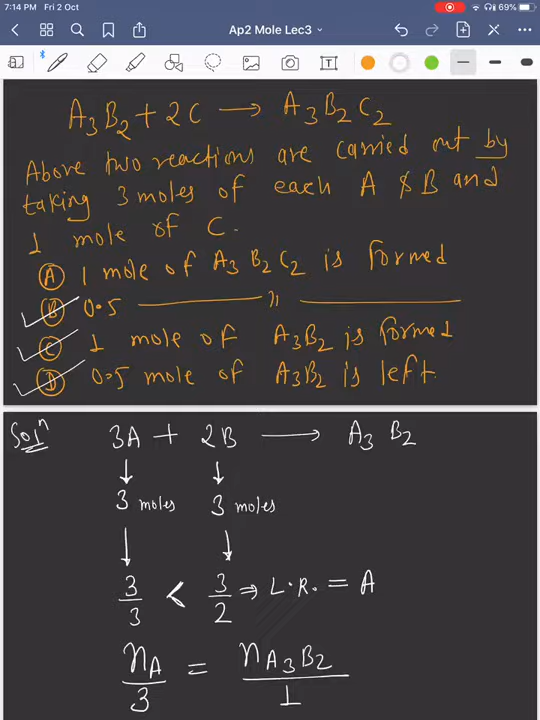 7:14 PM Fri 2 Oct 69%
Ap2 Mole Lec3
T
A₃B₂ + 2C ⟶ A₃B₂C₂
Above two reactions are carried out by
taking 3 moles of each A & B and
1 mole of C.
Ⓐ 1 mole of A₃B₂C₂ is formed
Ⓑ 0.5 —— 〃 ——
Ⓒ 1 mole of A₃B₂ is formed
Ⓓ 0.5 mole of A₃B₂ is left.
Solⁿ 3A + 2B ⟶ A₃B₂
↓ ↓
3 moles 3 moles
↓ ↓
3/3 < 3/2 ⇒ L.R. = A
n_A/3 = n_A₃B₂/1